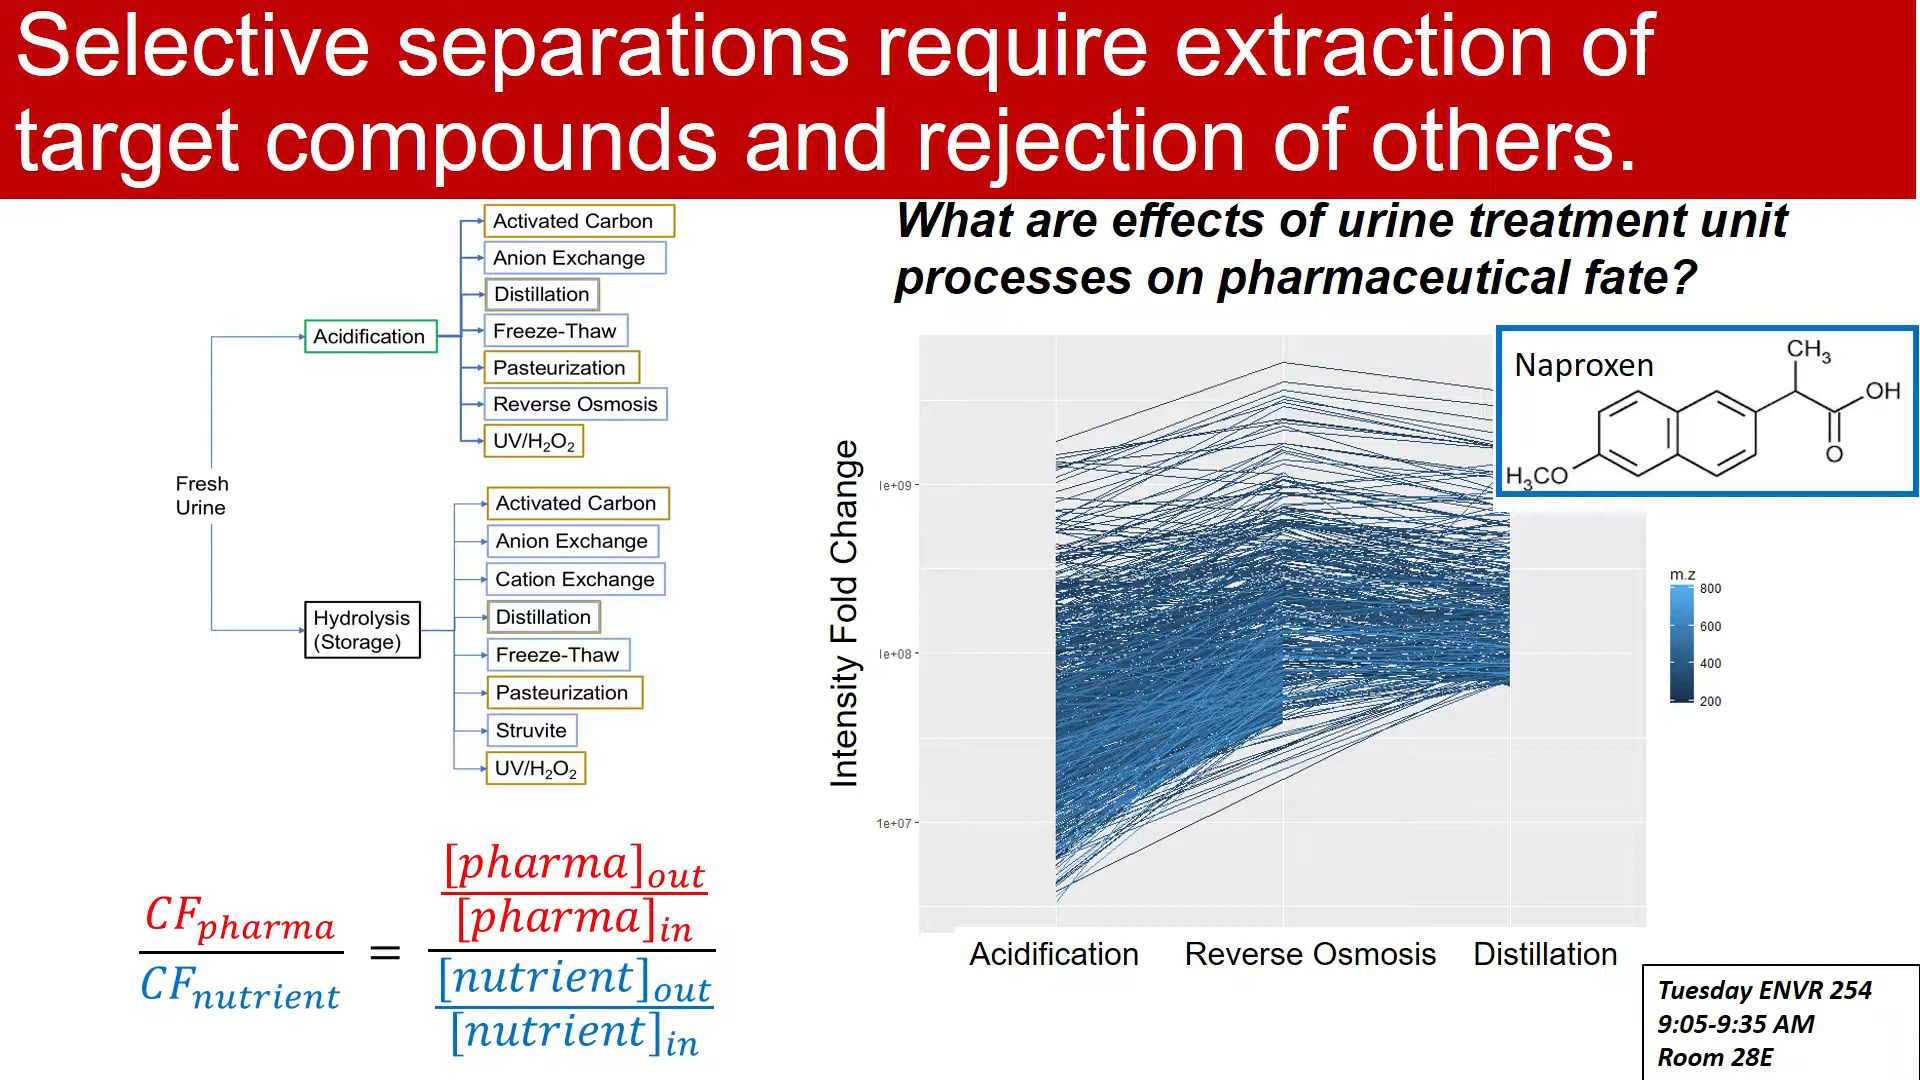 Selective separations require extraction of
target compounds and rejection of others.
What are effects of urine treatment unit
processes on pharmaceutical fate?
Fresh
Urine
Acidification
Activated Carbon
Anion Exchange
Distillation
Freeze-Thaw
Pasteurization
Reverse Osmosis
UV/H₂O₂
Hydrolysis
(Storage)
Activated Carbon
Anion Exchange
Cation Exchange
Distillation
Freeze-Thaw
Pasteurization
Struvite
UV/H₂O₂
CF_pharma / CF_nutrient = ([pharma]_out / [pharma]_in) / ([nutrient]_out / [nutrient]_in)
Intensity Fold Change
1e+09
1e+08
1e+07
Acidification Reverse Osmosis Distillation
Naproxen
CH₃
OH
O
H₃CO
m.z
800
600
400
200
Tuesday ENVR 254
9:05-9:35 AM
Room 28E